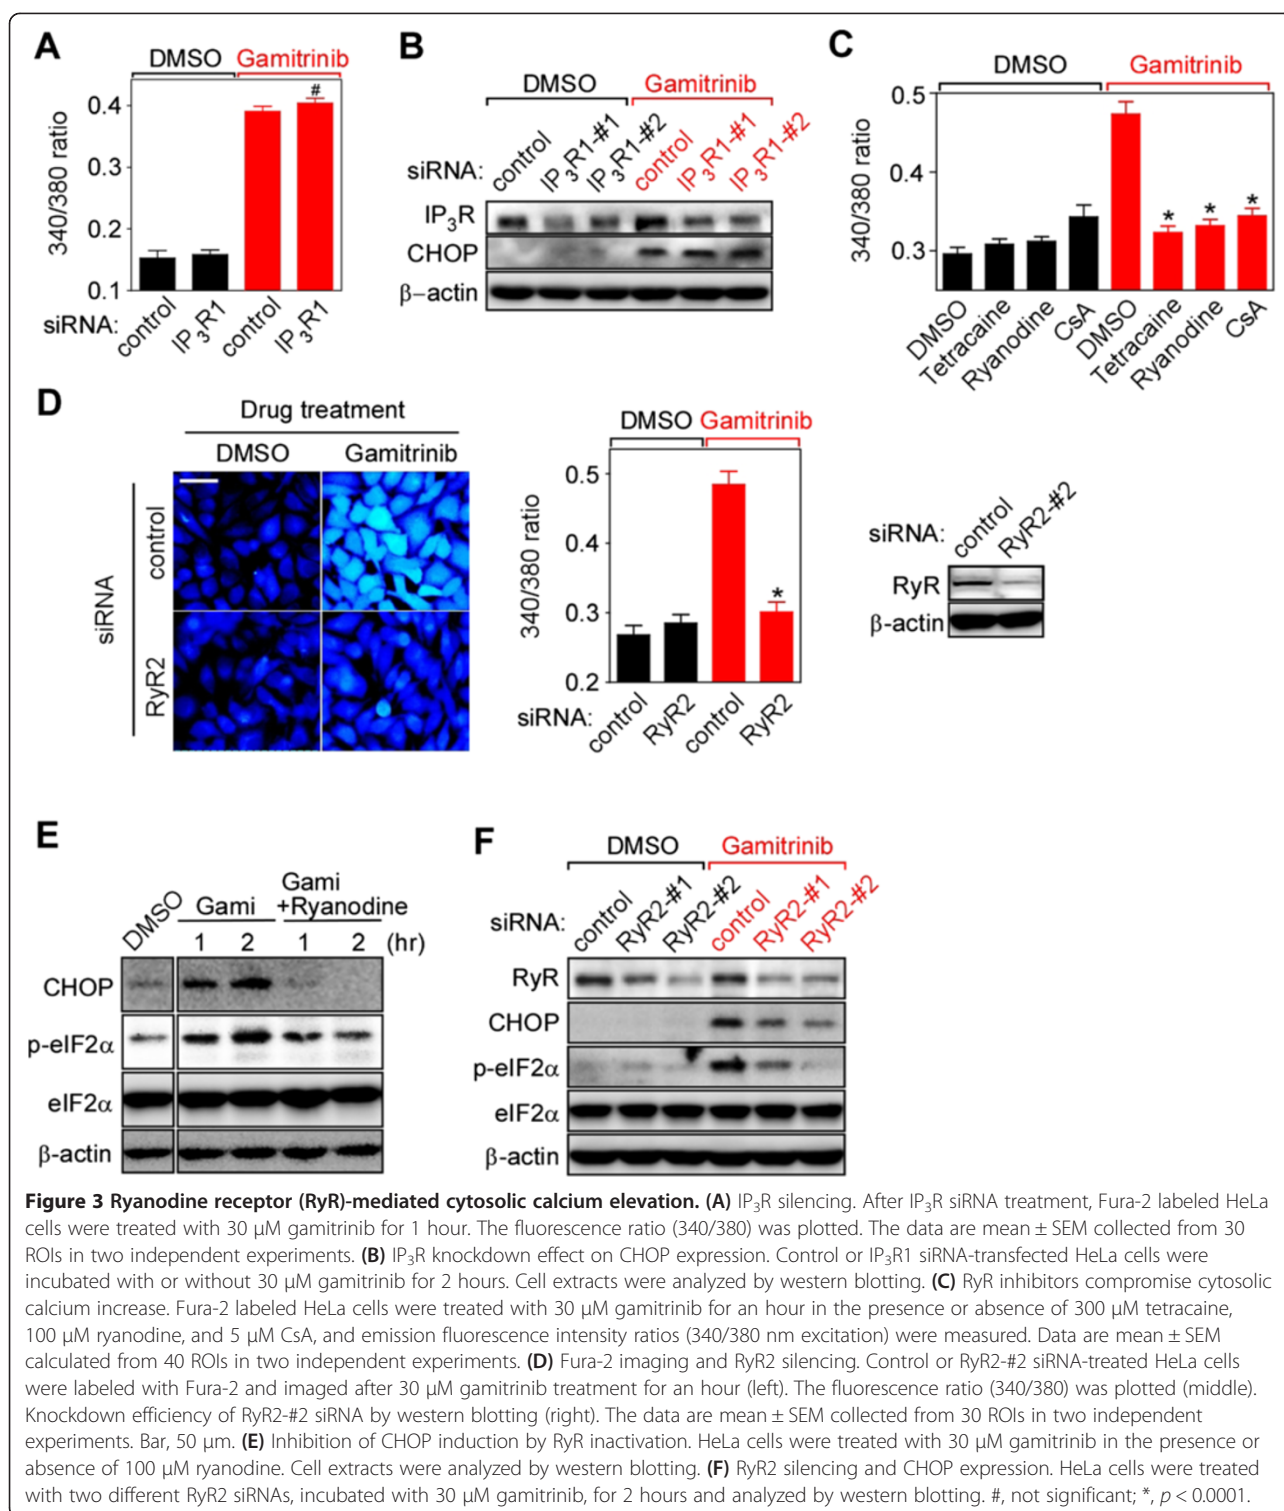 A
DMSO Gamitrinib
340/380 ratio
0.4
0.3
0.2
0.1
#
siRNA:
control
IP3R1
control
IP3R1
B
DMSO Gamitrinib
siRNA:
control
IP3R1-#1
IP3R1-#2
control
IP3R1-#1
IP3R1-#2
IP3R
CHOP
β-actin
C
DMSO Gamitrinib
340/380 ratio
0.5
0.4
0.3
* * *
DMSO
Tetracaine
Ryanodine
CsA
DMSO
Tetracaine
Ryanodine
CsA
D
Drug treatment
DMSO Gamitrinib
siRNA
control
RyR2
DMSO Gamitrinib
340/380 ratio
0.5
0.4
0.3
0.2
*
siRNA:
control
RyR2
control
RyR2
siRNA:
control
RyR2-#2
RyR
β-actin
E
DMSO
Gami
Gami
+Ryanodine
1 2 1 2 (hr)
CHOP
p-eIF2α
eIF2α
β-actin
F
DMSO Gamitrinib
siRNA:
control
RyR2-#1
RyR2-#2
control
RyR2-#1
RyR2-#2
RyR
CHOP
p-eIF2α
eIF2α
β-actin
Figure 3 Ryanodine receptor (RyR)-mediated cytosolic calcium elevation. (A) IP3R silencing. After IP3R siRNA treatment, Fura-2 labeled HeLa
cells were treated with 30 μM gamitrinib for 1 hour. The fluorescence ratio (340/380) was plotted. The data are mean ± SEM collected from 30
ROIs in two independent experiments. (B) IP3R knockdown effect on CHOP expression. Control or IP3R1 siRNA-transfected HeLa cells were
incubated with or without 30 μM gamitrinib for 2 hours. Cell extracts were analyzed by western blotting. (C) RyR inhibitors compromise cytosolic
calcium increase. Fura-2 labeled HeLa cells were treated with 30 μM gamitrinib for an hour in the presence or absence of 300 μM tetracaine,
100 μM ryanodine, and 5 μM CsA, and emission fluorescence intensity ratios (340/380 nm excitation) were measured. Data are mean ± SEM
calculated from 40 ROIs in two independent experiments. (D) Fura-2 imaging and RyR2 silencing. Control or RyR2-#2 siRNA-treated HeLa cells
were labeled with Fura-2 and imaged after 30 μM gamitrinib treatment for an hour (left). The fluorescence ratio (340/380) was plotted (middle).
Knockdown efficiency of RyR2-#2 siRNA by western blotting (right). The data are mean ± SEM collected from 30 ROIs in two independent
experiments. Bar, 50 μm. (E) Inhibition of CHOP induction by RyR inactivation. HeLa cells were treated with 30 μM gamitrinib in the presence or
absence of 100 μM ryanodine. Cell extracts were analyzed by western blotting. (F) RyR2 silencing and CHOP expression. HeLa cells were treated
with two different RyR2 siRNAs, incubated with 30 μM gamitrinib, for 2 hours and analyzed by western blotting. #, not significant; *, p < 0.0001.